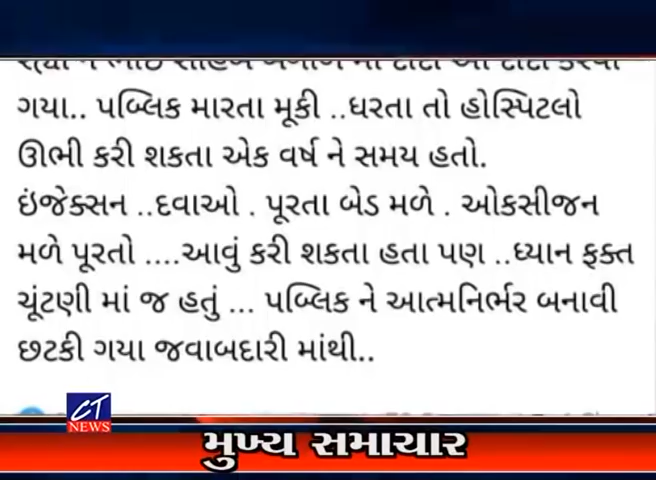 ગયા.. પબ્લિક મારતા મૂકી ..ધરતા તો હોસ્પિટલો
ઊભી કરી શકતા એક વર્ષ ને સમય હતો.
ઇંજેક્સન ..દવાઓ . પૂરતા બેડ મળે . ઓક્સીજન
મળે પૂરતો ....આવું કરી શકતા હતા પણ ..ધ્યાન ફક્ત
ચૂંટણી માં જ હતું ... પબ્લિક ને આત્મનિર્ભર બનાવી
છટકી ગયા જવાબદારી માંથી..
CT
NEWS
મુખ્ય સમાચાર